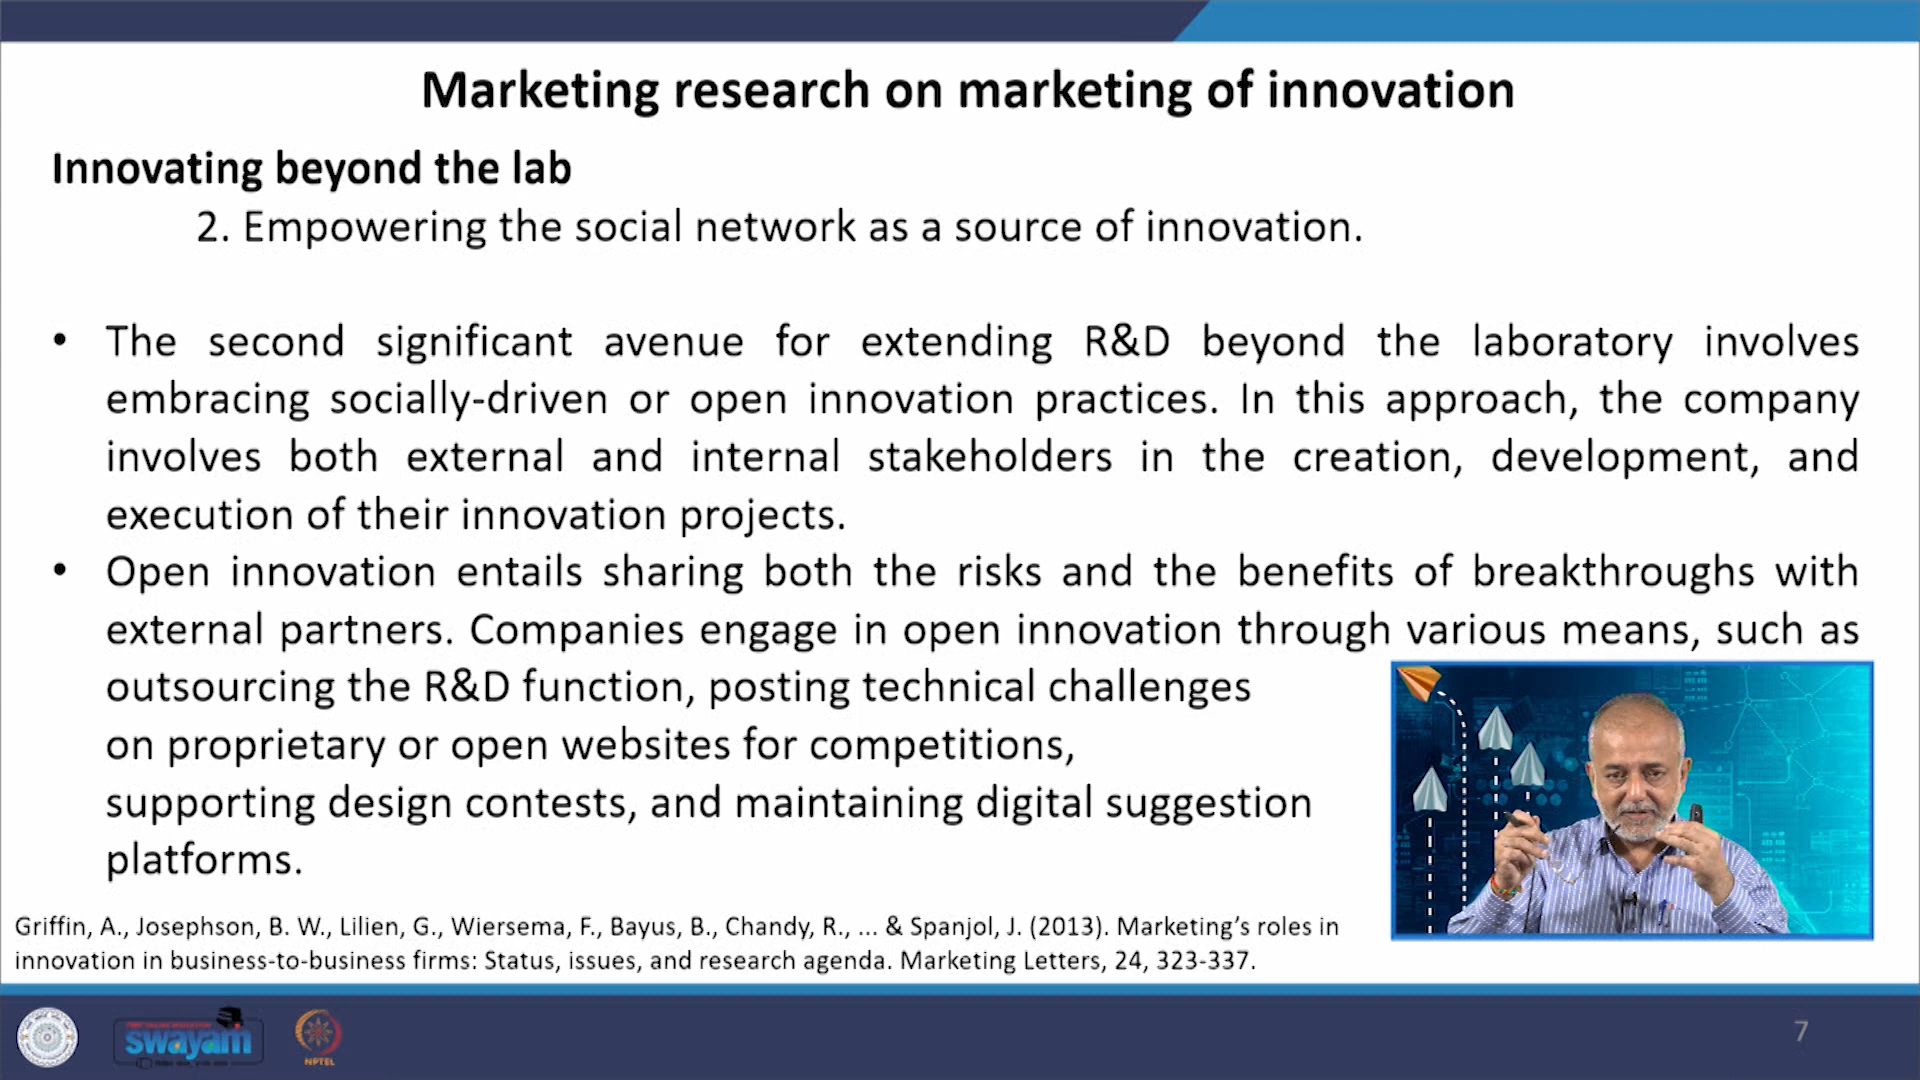 Marketing research on marketing of innovation
Innovating beyond the lab
2. Empowering the social network as a source of innovation.
• The second significant avenue for extending R&D beyond the laboratory involves
embracing socially-driven or open innovation practices. In this approach, the company
involves both external and internal stakeholders in the creation, development, and
execution of their innovation projects.
• Open innovation entails sharing both the risks and the benefits of breakthroughs with
external partners. Companies engage in open innovation through various means, such as
outsourcing the R&D function, posting technical challenges
on proprietary or open websites for competitions,
supporting design contests, and maintaining digital suggestion
platforms.
Griffin, A., Josephson, B. W., Lilien, G., Wiersema, F., Bayus, B., Chandy, R., ... & Spanjol, J. (2013). Marketing’s roles in
innovation in business-to-business firms: Status, issues, and research agenda. Marketing Letters, 24, 323-337.
swayam
NPTEL
7